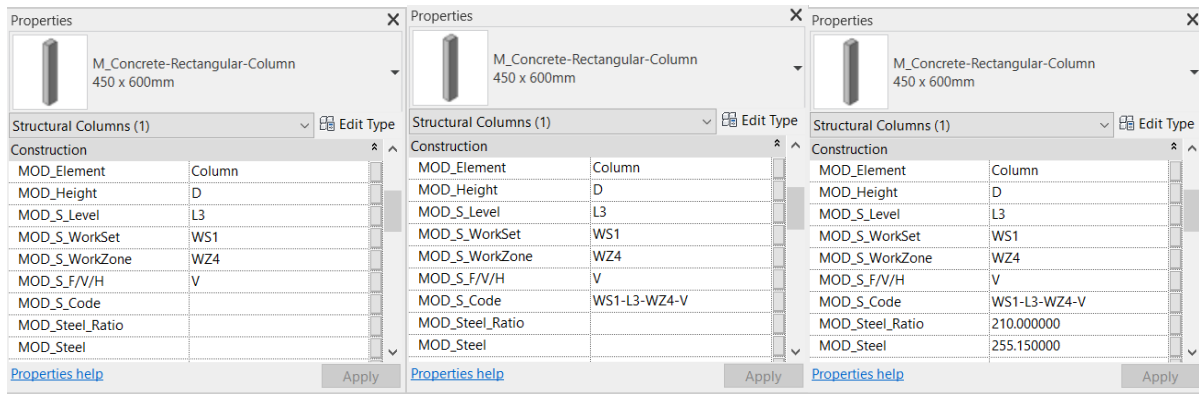 Properties
M_Concrete-Rectangular-Column
450 x 600mm
Structural Columns (1)
Edit Type
Construction
MOD_Element Column
MOD_Height D
MOD_S_Level L3
MOD_S_WorkSet WS1
MOD_S_WorkZone WZ4
MOD_S_F/V/H V
MOD_S_Code
MOD_Steel_Ratio
MOD_Steel
Properties help
Apply
Properties
M_Concrete-Rectangular-Column
450 x 600mm
Structural Columns (1)
Edit Type
Construction
MOD_Element Column
MOD_Height D
MOD_S_Level L3
MOD_S_WorkSet WS1
MOD_S_WorkZone WZ4
MOD_S_F/V/H V
MOD_S_Code WS1-L3-WZ4-V
MOD_Steel_Ratio
MOD_Steel
Properties help
Apply
Properties
M_Concrete-Rectangular-Column
450 x 600mm
Structural Columns (1)
Edit Type
Construction
MOD_Element Column
MOD_Height D
MOD_S_Level L3
MOD_S_WorkSet WS1
MOD_S_WorkZone WZ4
MOD_S_F/V/H V
MOD_S_Code WS1-L3-WZ4-V
MOD_Steel_Ratio 210.000000
MOD_Steel 255.150000
Properties help
Apply